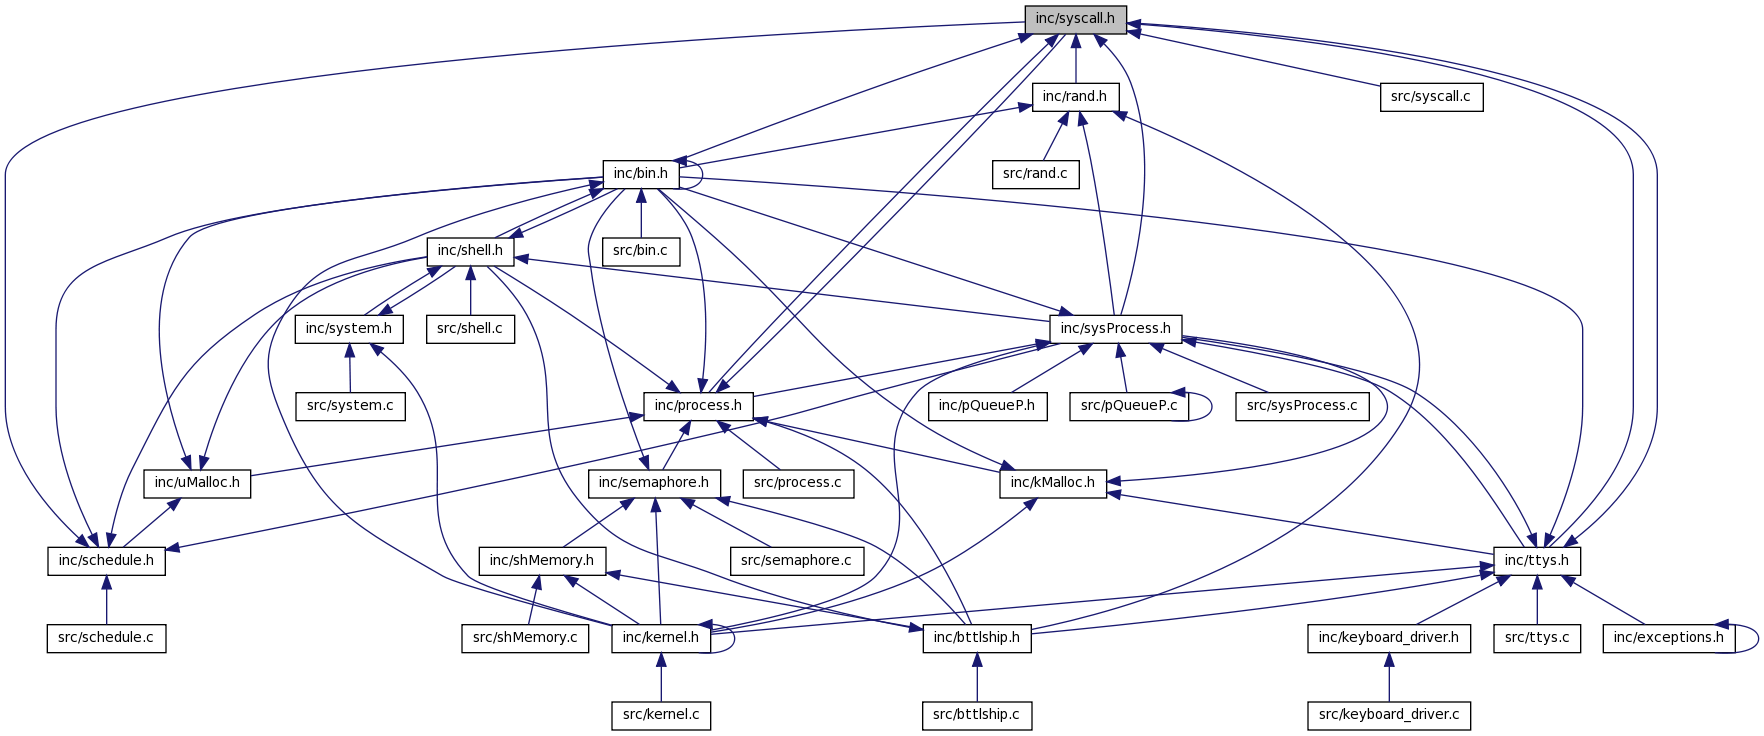 inc/syscall.h
inc/rand.h
src/syscall.c
inc/bin.h
src/rand.c
inc/shell.h
src/bin.c
inc/system.h
src/shell.c
inc/sysProcess.h
src/system.c
inc/process.h
inc/pQueueP.h
src/pQueueP.c
src/sysProcess.c
inc/uMalloc.h
inc/semaphore.h
src/process.c
inc/kMalloc.h
inc/schedule.h
inc/shMemory.h
src/semaphore.c
inc/ttys.h
src/schedule.c
src/shMemory.c
inc/kernel.h
inc/bttlship.h
inc/keyboard_driver.h
src/ttys.c
inc/exceptions.h
src/kernel.c
src/bttlship.c
src/keyboard_driver.c